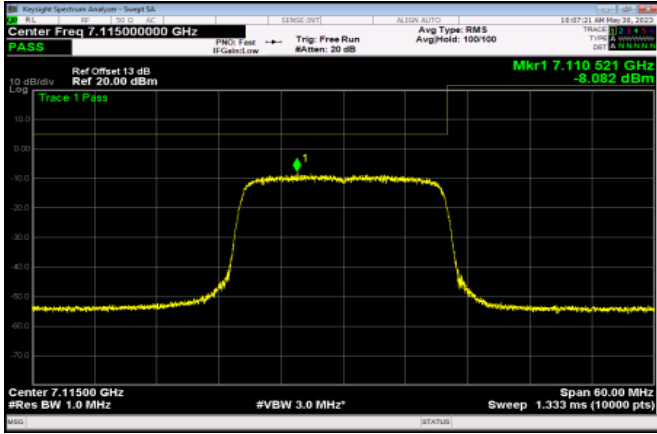 Keysight Spectrum Analyzer - Swept SA
RL RF 50 Ω AC SENSE:INT ALIGN AUTO 10:07:21 AM May 30, 2023
Center Freq 7.115000000 GHz
PASS
PNO: Fast
IFGain:Low
Trig: Free Run
#Atten: 20 dB
Avg Type: RMS
Avg|Hold: 100/100
TRACE 1 2 3 4 5 6
TYPE A
DET A N N N N N
Mkr1 7.110 521 GHz
-8.082 dBm
Ref Offset 13 dB
10 dB/div Ref 20.00 dBm
Log
Trace 1 Pass
10.0
1
0.00
-10.0
-20.0
-30.0
-40.0
-50.0
-60.0
-70.0
Center 7.11500 GHz Span 60.00 MHz
#Res BW 1.0 MHz #VBW 3.0 MHz* Sweep 1.333 ms (10000 pts)
MSG STATUS